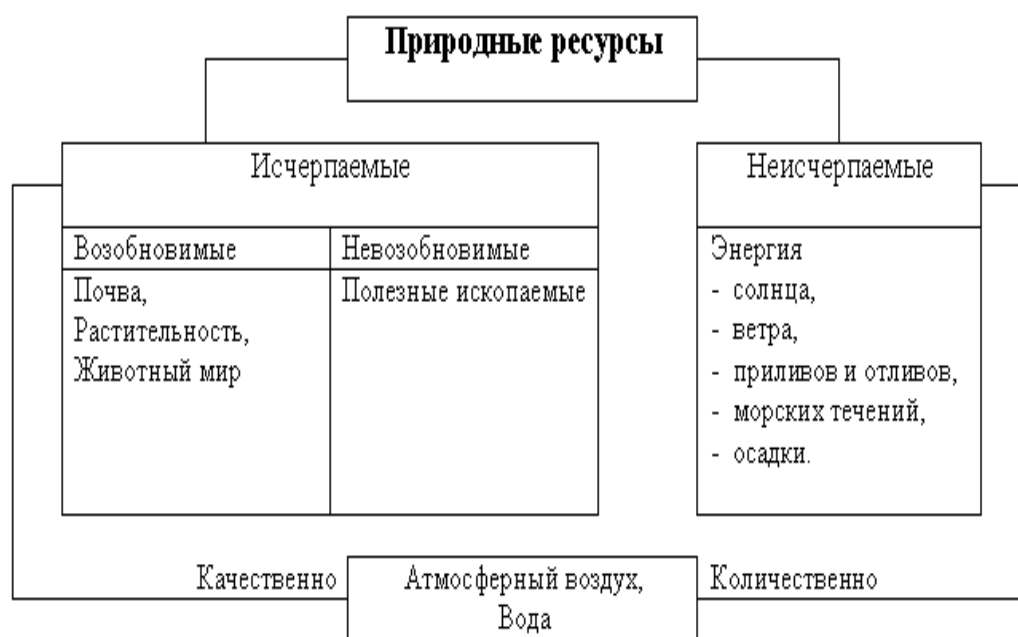 Природные ресурсы
Исчерпаемые
Неисчерпаемые
Возобновимые
Невозобновимые
Почва,
Растительность,
Животный мир
Полезные ископаемые
Энергия
- солнца,
- ветра,
- приливов и отливов,
- морских течений,
- осадки.
Качественно
Атмосферный воздух,
Вода
Количественно